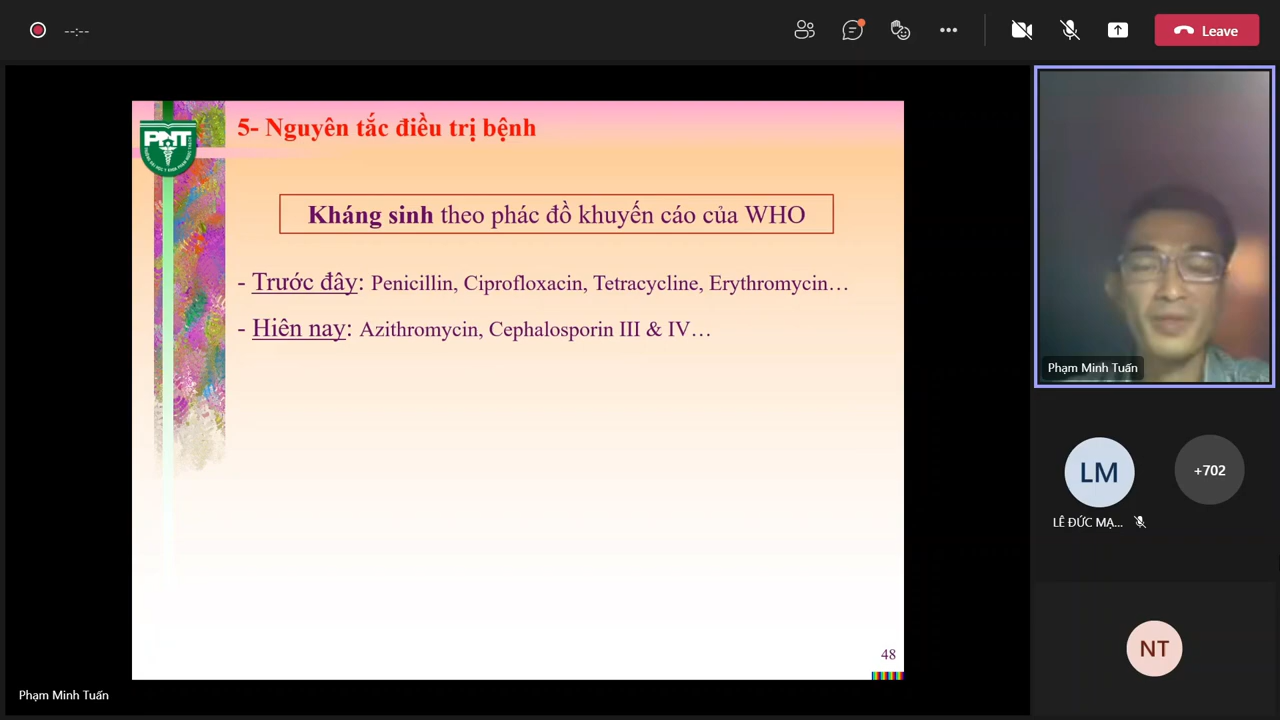 --:--
Leave
5- Nguyên tắc điều trị bệnh
PNT
Kháng sinh theo phác đồ khuyến cáo của WHO
- Trước đây: Penicillin, Ciprofloxacin, Tetracycline, Erythromycin…
- Hiên nay: Azithromycin, Cephalosporin III & IV…
48
Phạm Minh Tuấn
Phạm Minh Tuấn
LM
+702
LÊ ĐỨC MẠ...
NT